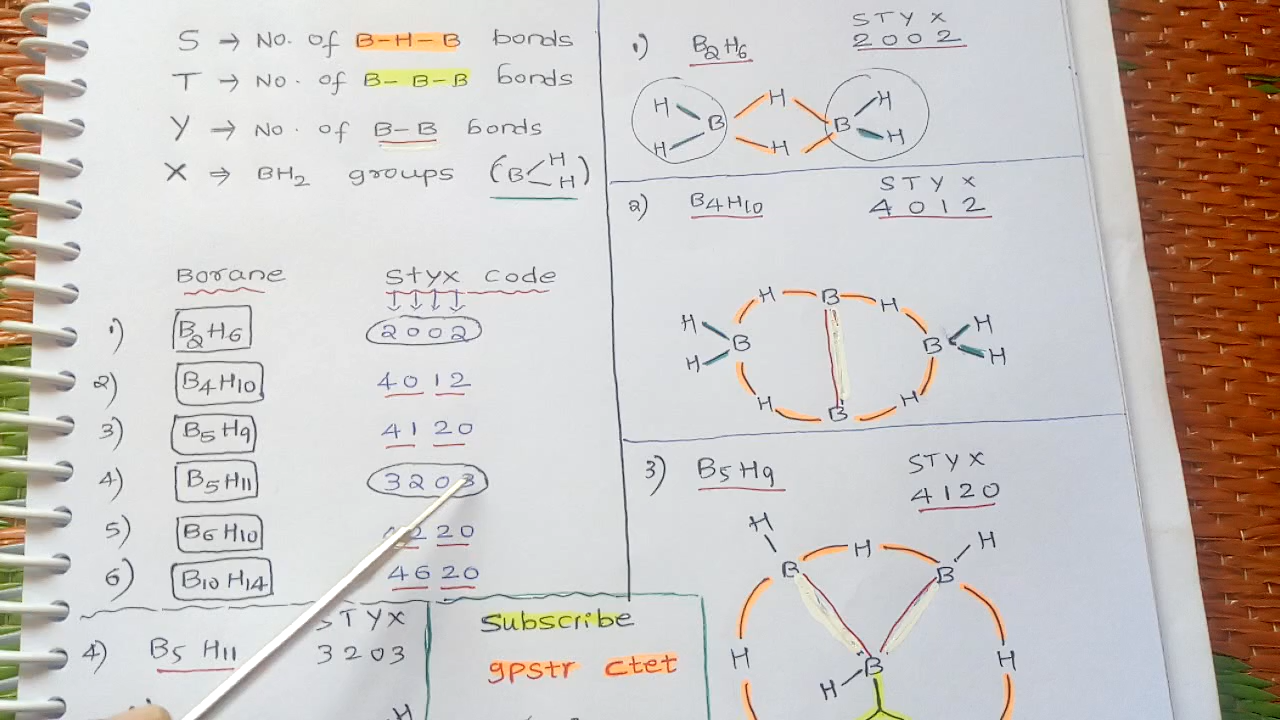 S → No. of B-H-B bonds
T → No. of B-B-B bonds
Y → No. of B-B bonds
X → BH2 groups (B< H H)
Borane Styx code
1) B2H6 2002
2) B4H10 4012
3) B5H9 4120
4) B5H11 3203
5) B6H10 4220
6) B10H14 4620
4) B5 H11 STYX
3203
H
Subscribe
gpstr ctet
1) B2H6 STYX
2002
H B H B H
H H H
2) B4H10 STYX
4012
H B H
H H
H B B H
H H
B
3) B5H9 STYX
4120
H H
H
B B
H B H
H